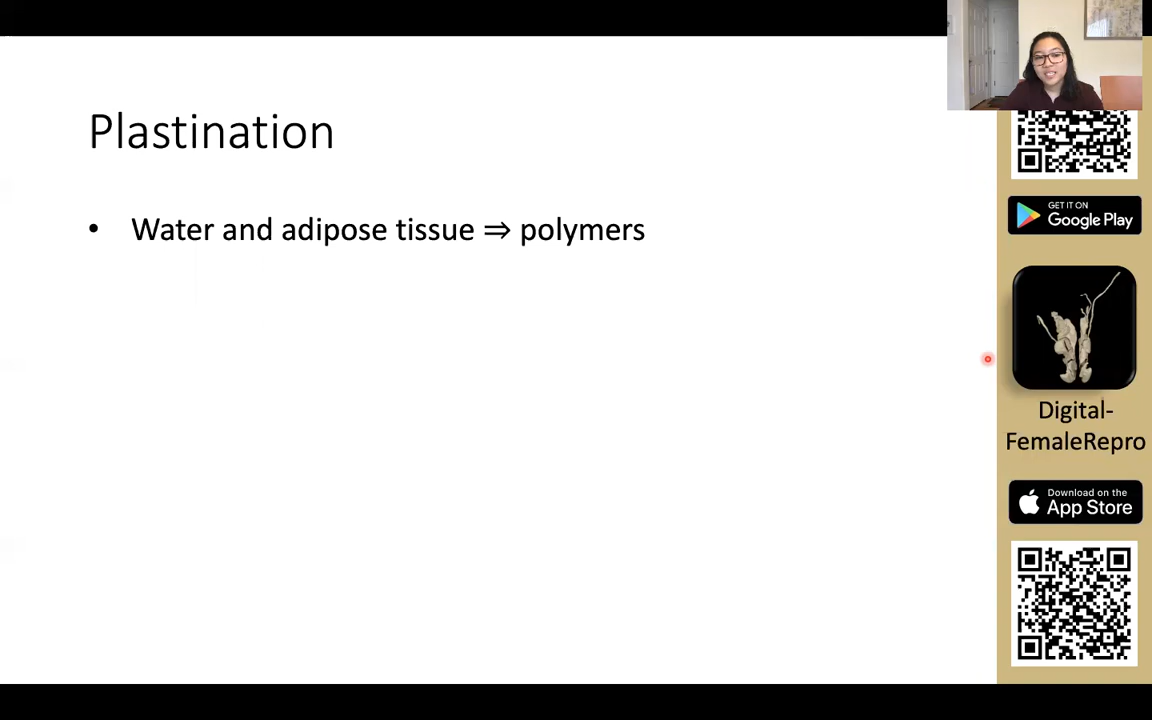 Plastination
• Water and adipose tissue ⇒ polymers
GET IT ON
Google Play
Digital-
FemaleRepro
Download on the
App Store